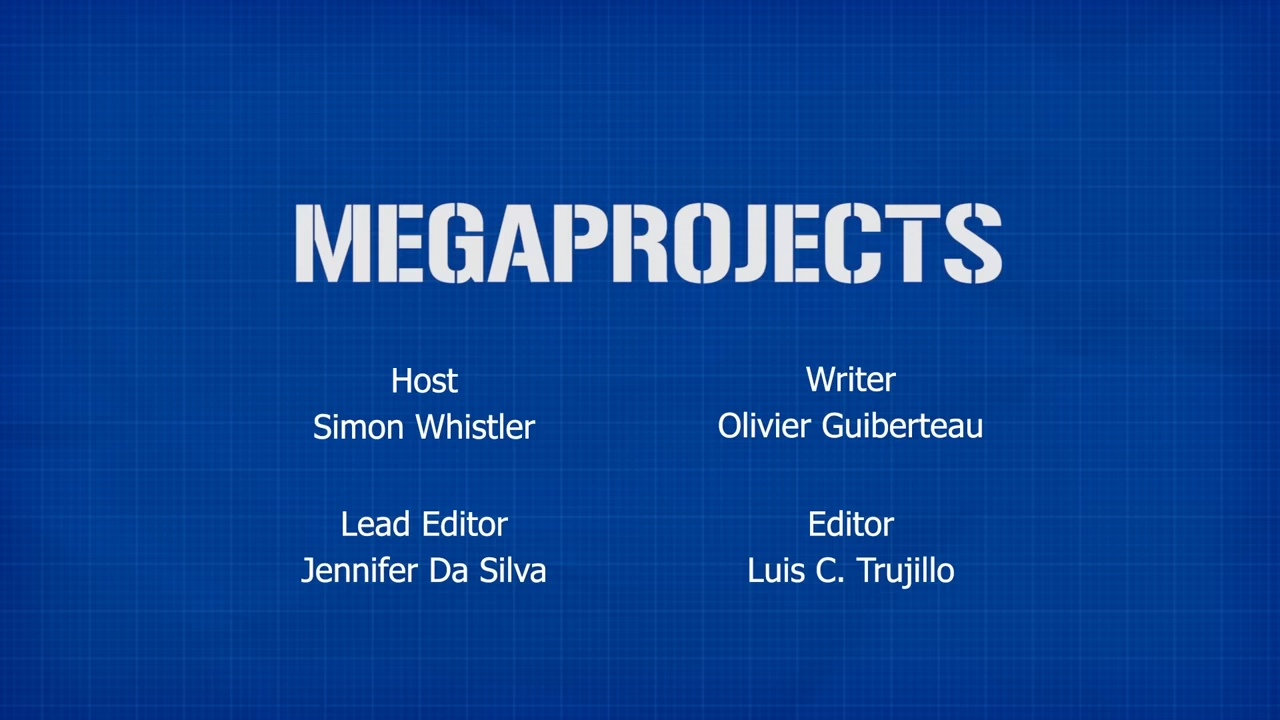 MEGAPROJECTS
Host
Simon Whistler
Writer
Olivier Guiberteau
Lead Editor
Jennifer Da Silva
Editor
Luis C. Trujillo